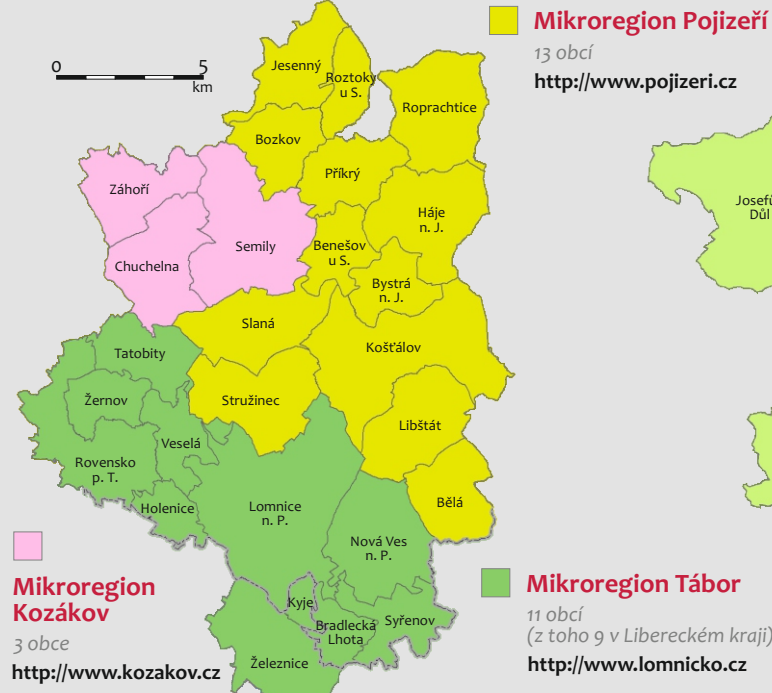 Mikroregion Pojizeří
13 obcí
http://www.pojizeri.cz
0 5
km
Jesenný
Roztoky
u S.
Roprachtice
Bozkov
Příkrý
Záhoří
Háje
n. J.
Semily
Benešov
u S.
Chuchelna
Bystrá
n. J.
Slaná
Košťálov
Tatobity
Žernov
Stružinec
Libštát
Veselá
Rovensko
p. T.
Holenice
Lomnice
n. P.
Bělá
Nová Ves
n. P.
Kyje
Bradlecká
Lhota
Syřenov
Železnice
Mikroregion
Kozákov
3 obce
http://www.kozakov.cz
Mikroregion Tábor
11 obcí
(z toho 9 v Libereckém kraji)
http://www.lomnicko.cz
Důl